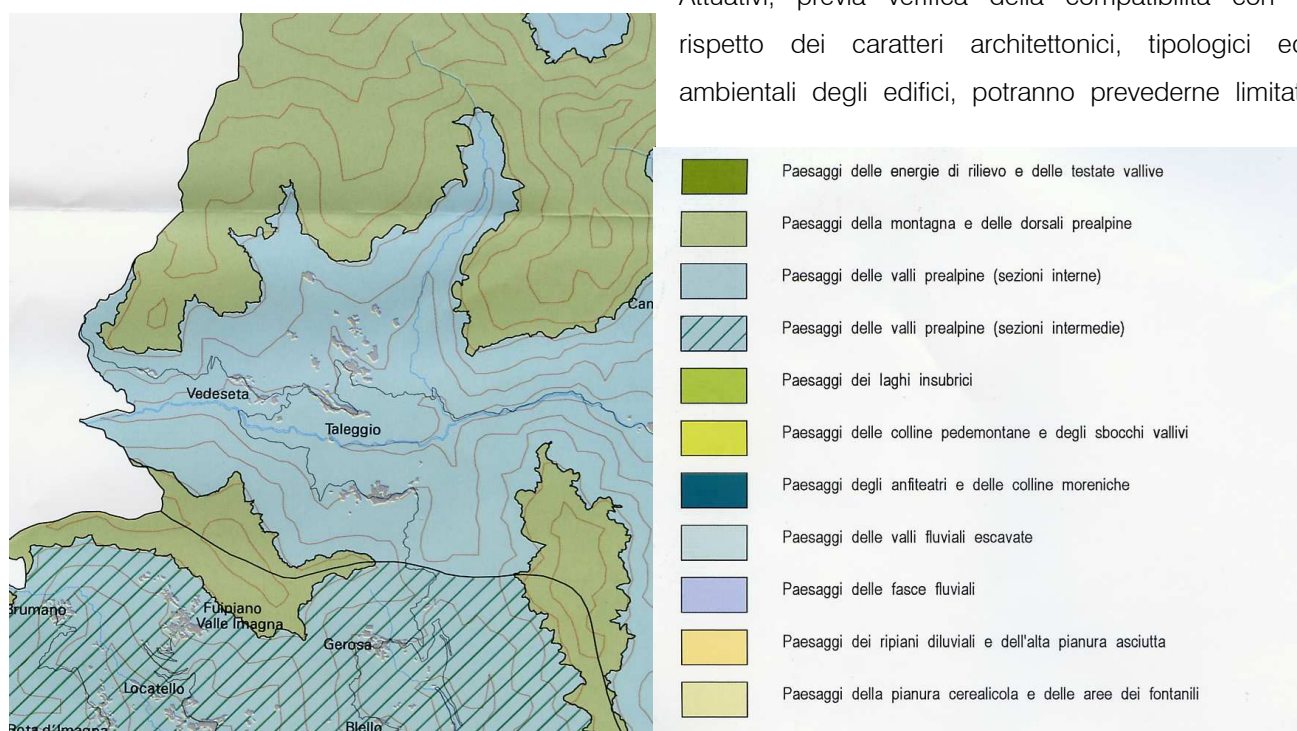 Attuativi, previa verifica della compatibilità con
rispetto dei caratteri architettonici, tipologici ed
ambientali degli edifici, potranno prevederne
Vedeseta
Taleggio
Brumano
Fuipiano
Valle Imagna
Gerosa
Locatello
Rota d'Imagna
Blello
Paesaggi delle energie di rilievo e delle testate vallive
Paesaggi della montagna e delle dorsali prealpine
Paesaggi delle valli prealpine (sezioni interne)
Paesaggi delle valli prealpine (sezioni intermedie)
Paesaggi dei laghi insubrici
Paesaggi delle colline pedemontane e degli sbocchi vallivi
Paesaggi degli anfiteatri e delle colline moreniche
Paesaggi delle valli fluviali escavate
Paesaggi delle fasce fluviali
Paesaggi dei ripiani diluviali e dell'alta pianura asciutta
Paesaggi della pianura cerealicola e delle aree dei fontanili